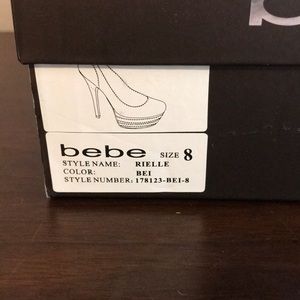 bebe SIZE 8
STYLE NAME: RIELLE
COLOR: BEI
STYLE NUMBER: 178123-BEI-8